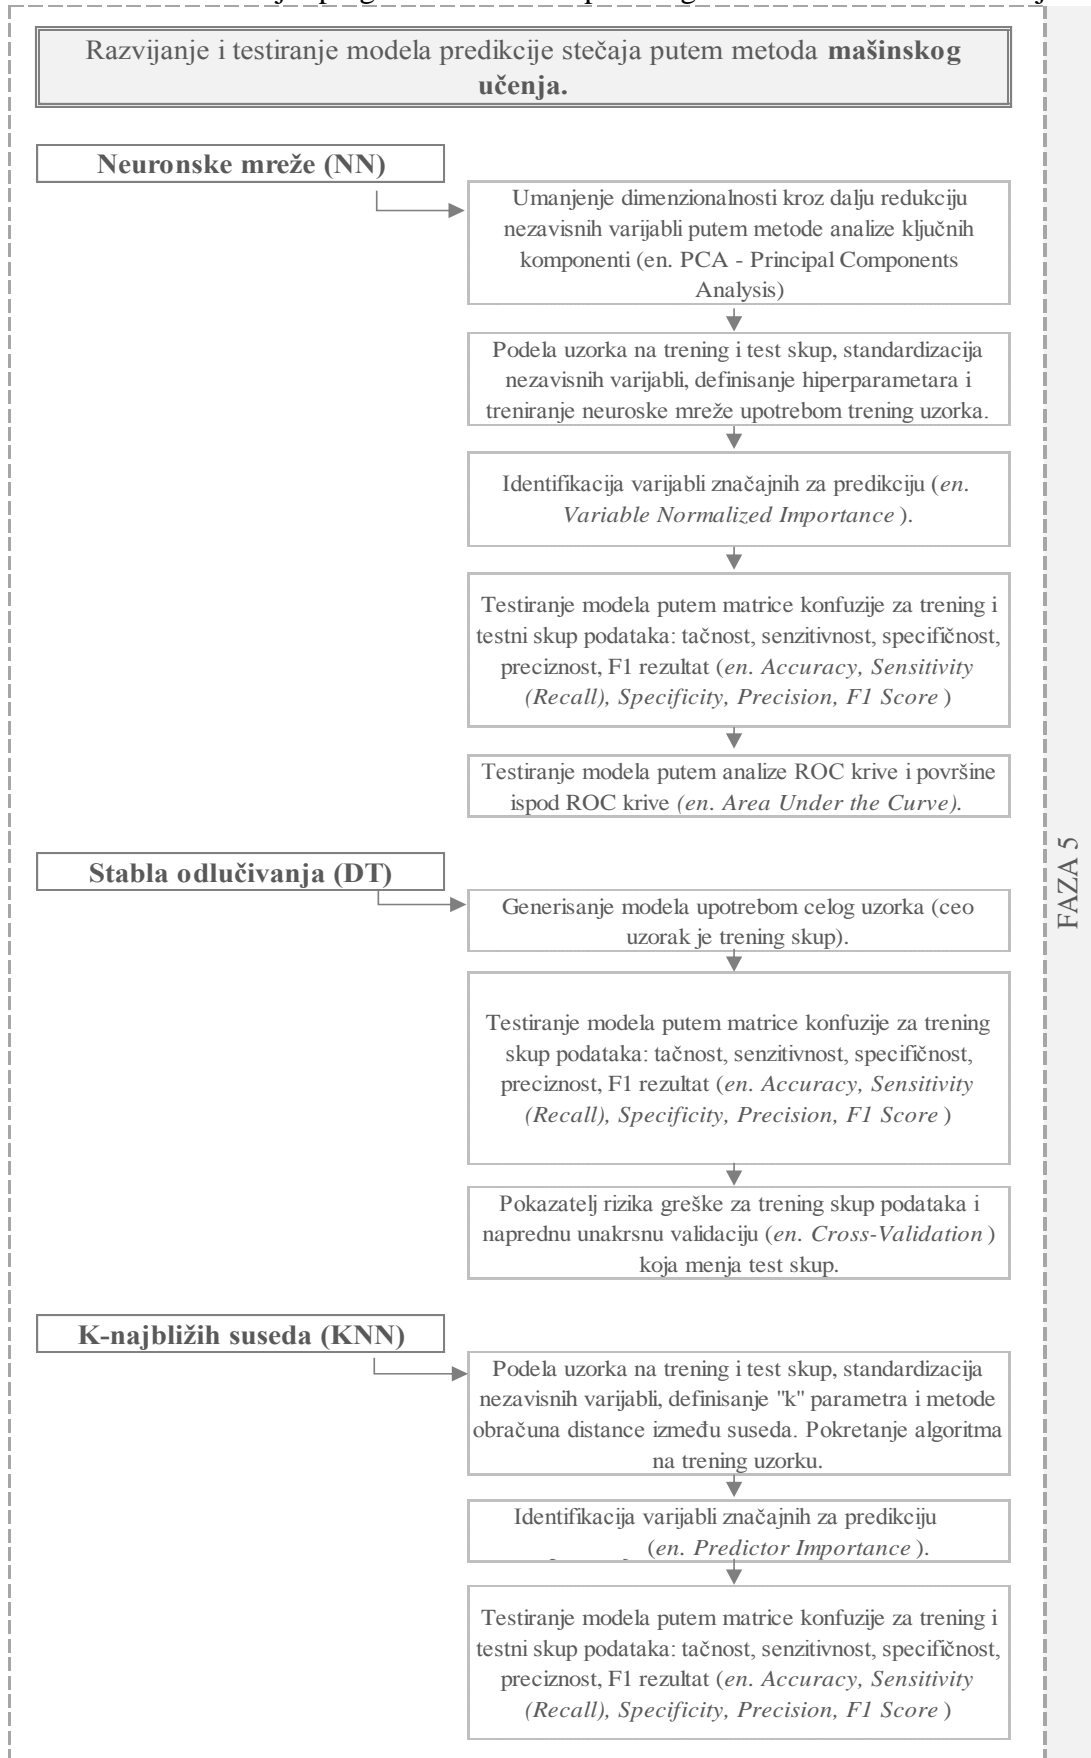 Razvijanje i testiranje modela predikcije stečaja putem metoda mašinskog
učenja.
Neuronske mreže (NN)
Umanjenje dimenzionalnosti kroz dalju redukciju
nezavisnih varijabli putem metode analize ključnih
komponenti (en. PCA - Principal Components
Analysis)
Podela uzorka na trening i test skup, standardizacija
nezavisnih varijabli, definisanje hiperparametara i
treniranje neuroske mreže upotrebom trening uzorka.
Identifikacija varijabli značajnih za predikciju (en.
Variable Normalized Importance ).
Testiranje modela putem matrice konfuzije za trening i
testni skup podataka: tačnost, senzitivnost, specifičnost,
preciznost, F1 rezultat (en. Accuracy, Sensitivity
(Recall), Specificity, Precision, F1 Score )
Testiranje modela putem analize ROC krive i površine
ispod ROC krive (en. Area Under the Curve).
Stabla odlučivanja (DT)
Generisanje modela upotrebom celog uzorka (ceo
uzorak je trening skup).
Testiranje modela putem matrice konfuzije za trening
skup podataka: tačnost, senzitivnost, specifičnost,
preciznost, F1 rezultat (en. Accuracy, Sensitivity
(Recall), Specificity, Precision, F1 Score )
Pokazatelj rizika greške za trening skup podataka i
naprednu unakrsnu validaciju (en. Cross-Validation )
koja menja test skup.
K-najbližih suseda (KNN)
Podela uzorka na trening i test skup, standardizacija
nezavisnih varijabli, definisanje "k" parametra i metode
obračuna distance između suseda. Pokretanje algoritma
na trening uzorku.
Identifikacija varijabli značajnih za predikciju
(en. Predictor Importance ).
Testiranje modela putem matrice konfuzije za trening i
testni skup podataka: tačnost, senzitivnost, specifičnost,
preciznost, F1 rezultat (en. Accuracy, Sensitivity
(Recall), Specificity, Precision, F1 Score )
FAZA 5